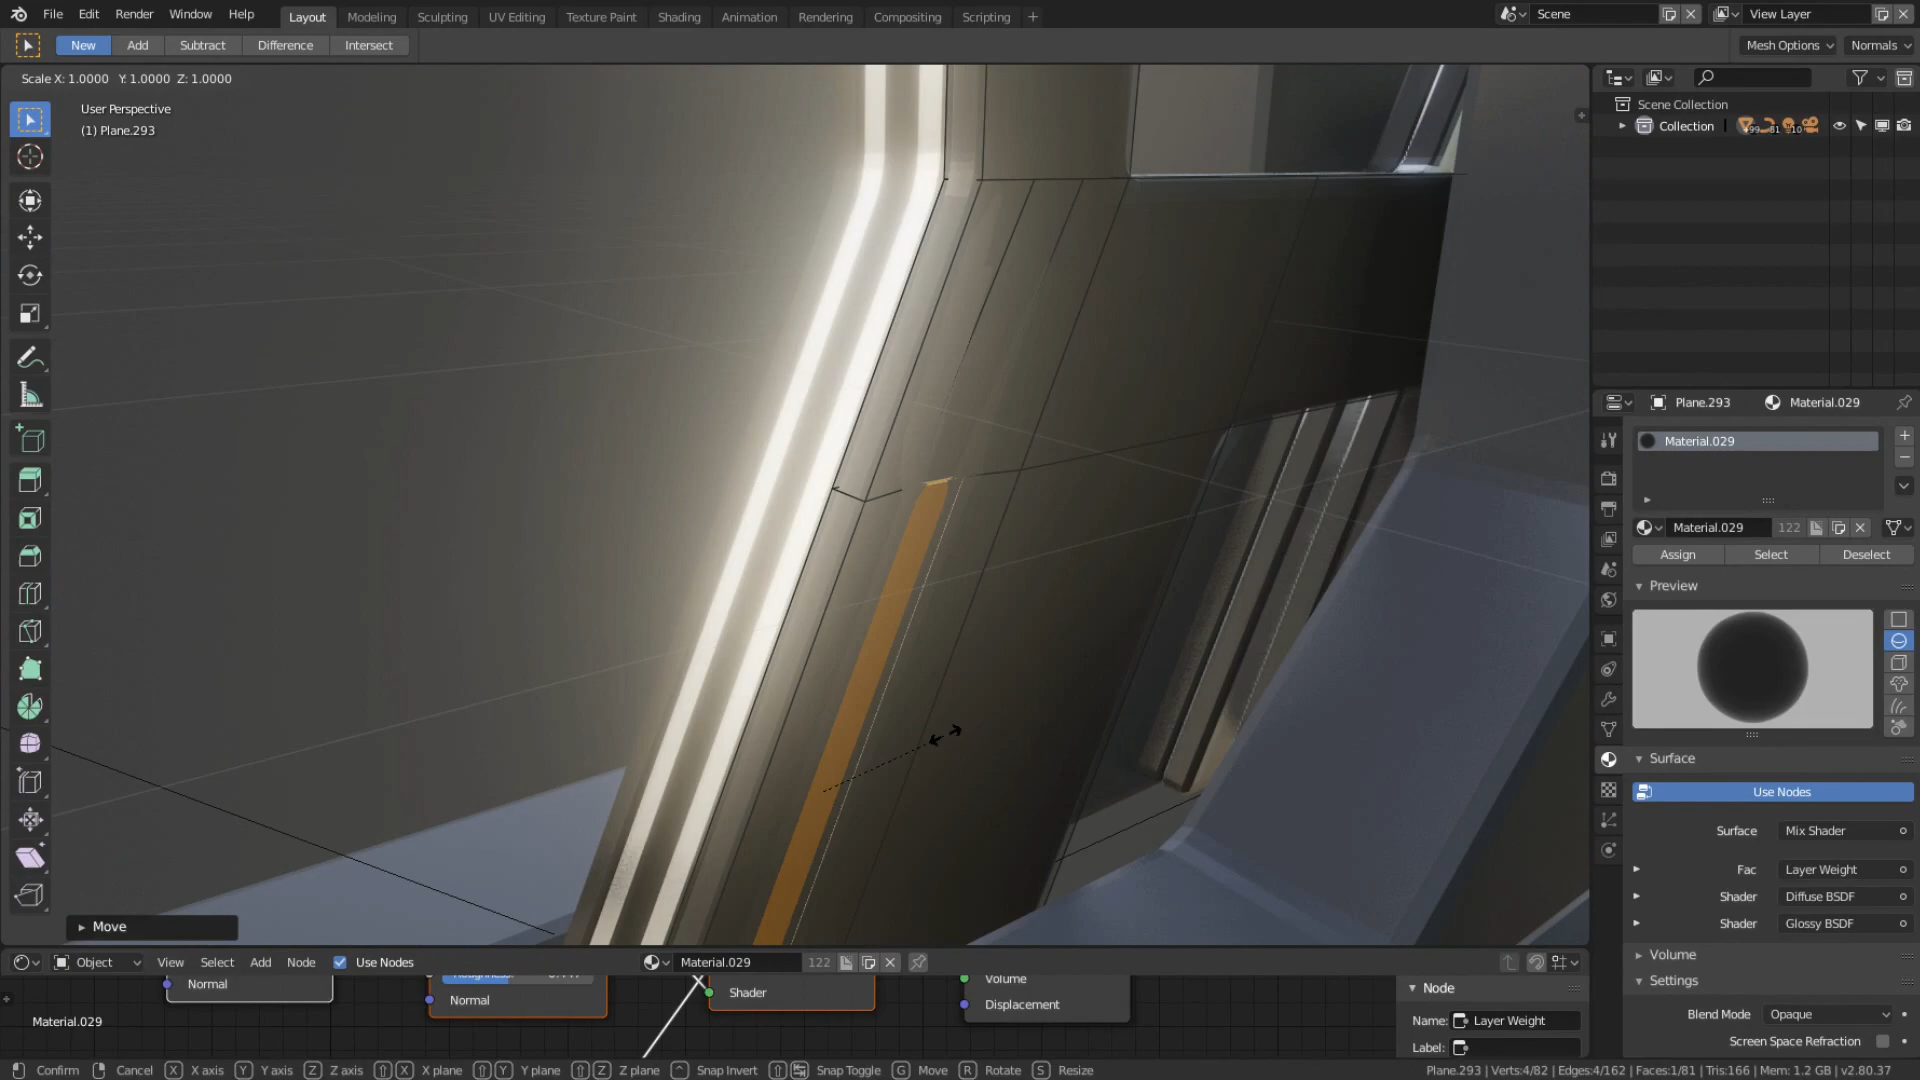 File Edit Render Window Help Layout Modeling Sculpting UV Editing Texture Paint Shading Animation Rendering Compositing Scripting + Scene View Layer
New Add Subtract Difference Intersect Mesh Options Normals
Scale X: 1.0000 Y: 1.0000 Z: 1.0000
User Perspective
(1) Plane.293
Scene Collection
Collection 81 10
Plane.293 Material.029
Material.029
Material.029 122
Assign Select Deselect
Preview
Surface
Use Nodes
Surface Mix Shader
Fac Layer Weight
Shader Diffuse BSDF
Shader Glossy BSDF
Volume
Settings
Blend Mode Opaque
Screen Space Refraction
Move
Object View Select Add Node Use Nodes Material.029 122
Normal
Normal
Shader
Volume
Displacement
Material.029
Node
Name: Layer Weight
Label:
Confirm Cancel X X axis Y Y axis Z Z axis X X plane Y Y plane Z Z plane Snap Invert Snap Toggle G Move R Rotate S Resize
Plane.293 | Verts:4/82 | Edges:4/162 | Faces:1/81 | Tris:166 | Mem: 1.2 GB | v2.80.37